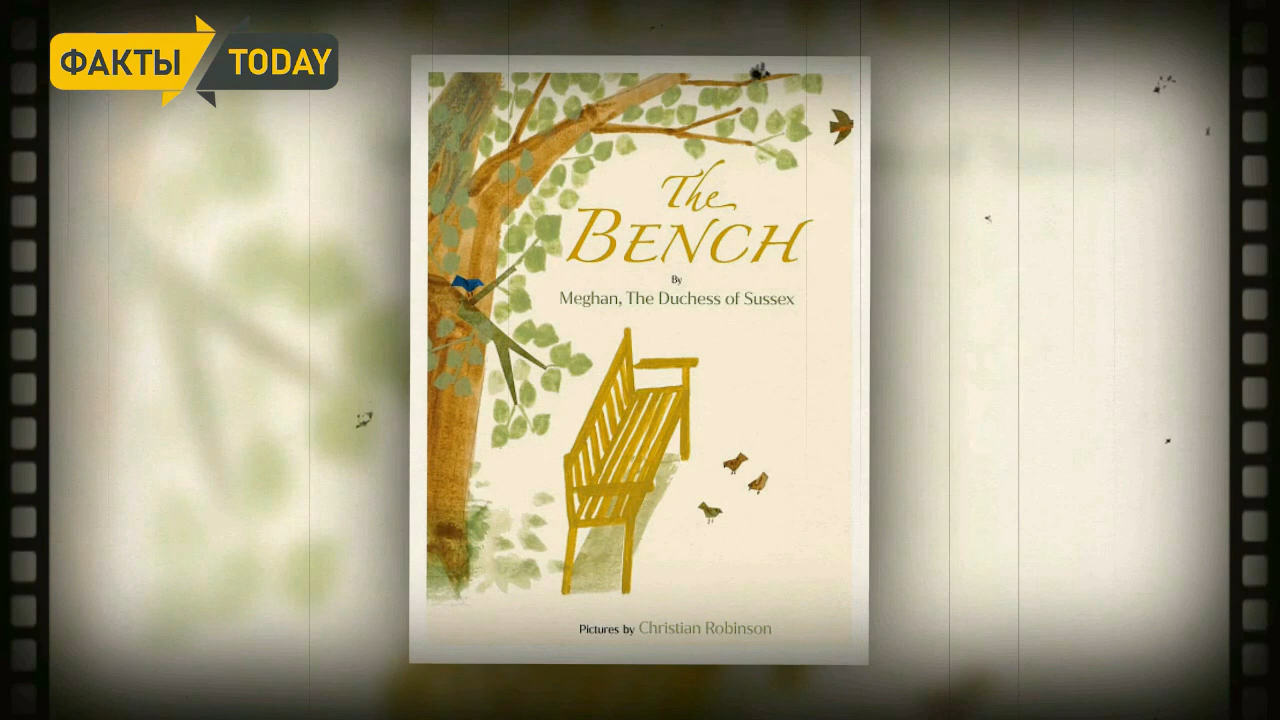 ФАКТЫ TODAY
The
BENCH
By
Meghan, The Duchess of Sussex
Pictures by Christian Robinson